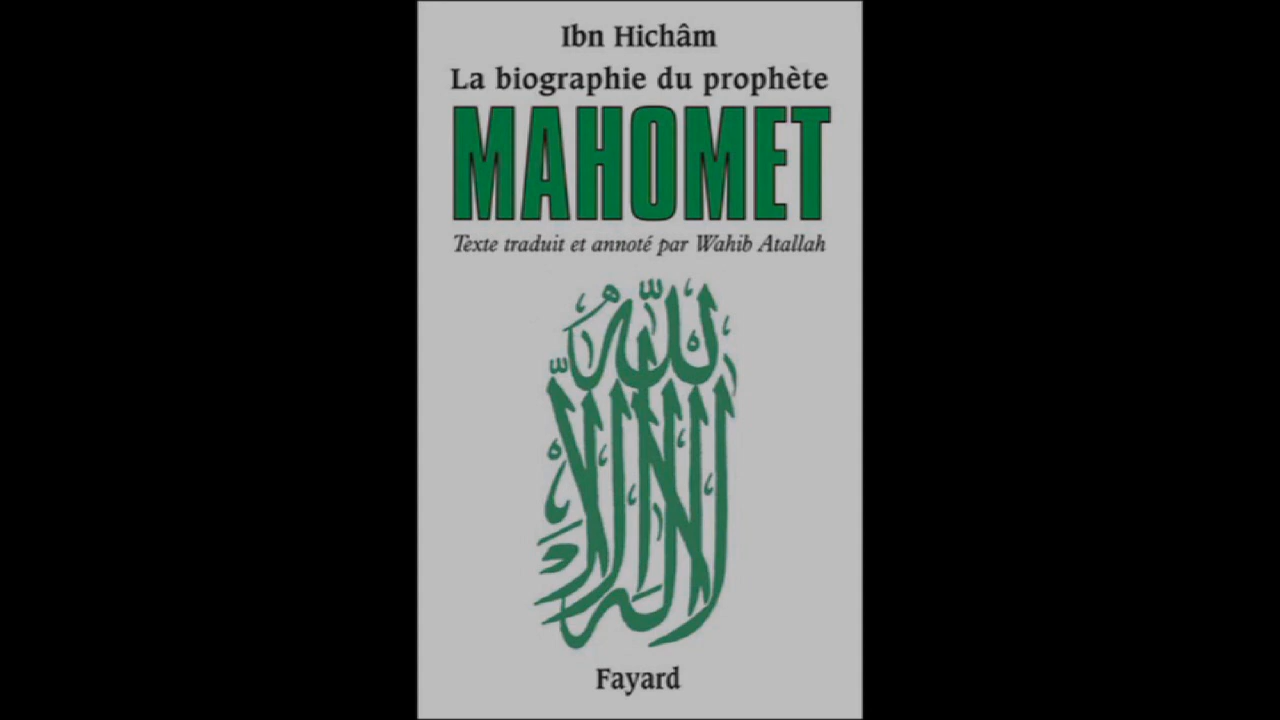 Ibn Hichâm
La biographie du prophète
MAHOMET
Texte traduit et annoté par Wahib Atallah
لا إله إلا الله
Fayard